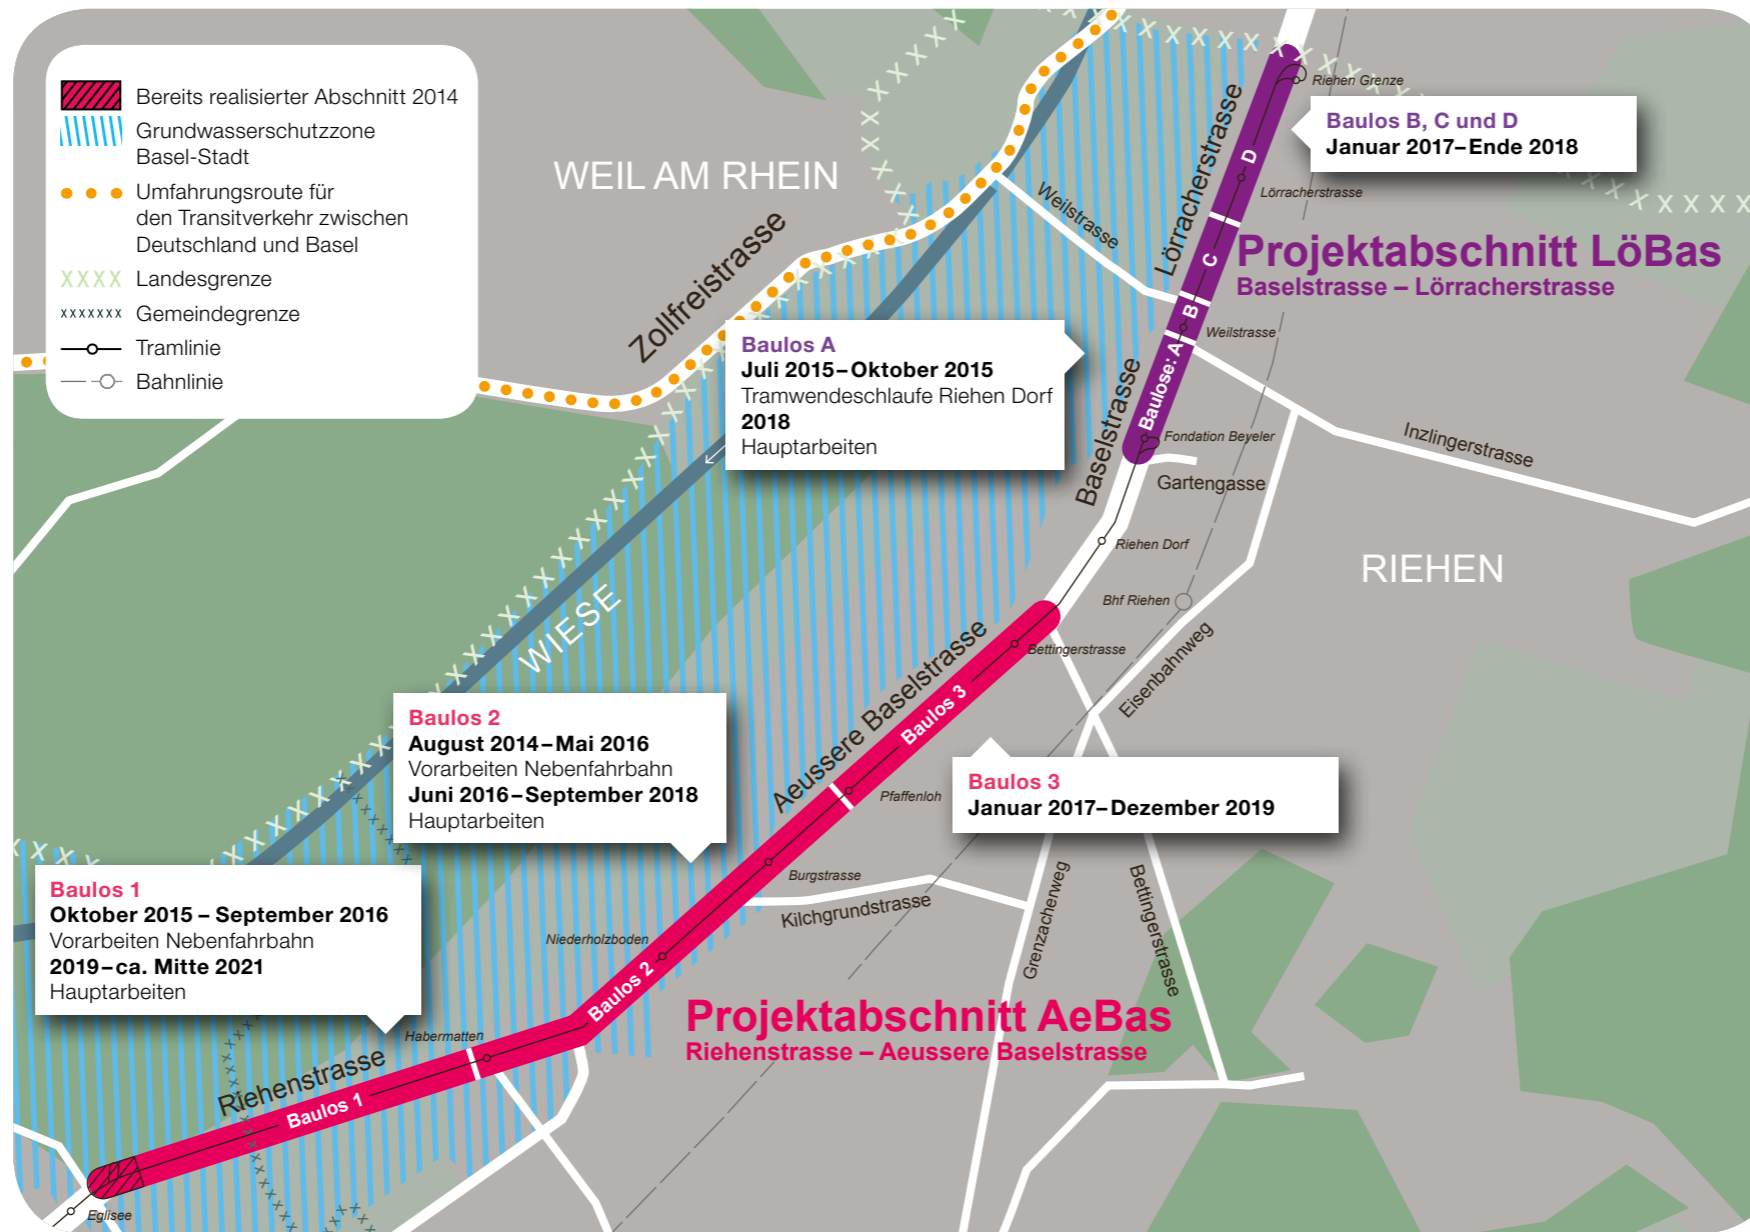 Bereits realisierter Abschnitt 2014
Grundwasserschutzzone
Basel-Stadt
Umfahrungsroute für
den Transitverkehr zwischen
Deutschland und Basel
XXXX Landesgrenze
xxxxxxxx Gemeindegrenze
Tramlinie
Bahnlinie
WEIL AM RHEIN
Zollfreistrasse
Weilstrasse
Lörracherstrasse
Riehen Grenze
Baulos B, C und D
Januar 2017–Ende 2018
D
Lörracherstrasse
C
Projektabschnitt LöBas
Baselstrasse – Lörracherstrasse
B
Weilstrasse
Baulose: A
Baulos A
Juli 2015–Oktober 2015
Tramwendeschlaufe Riehen Dorf
2018
Hauptarbeiten
Baselstrasse
Fondation Beyeler
Gartengasse
Inzlingerstrasse
Riehen Dorf
RIEHEN
Bhf Riehen
WIESE
Bettingerstrasse
Eisenbahnweg
Aeussere Baselstrasse
Baulos 3
Baulos 2
August 2014–Mai 2016
Vorarbeiten Nebenfahrbahn
Juni 2016–September 2018
Hauptarbeiten
Pfaffenloh
Baulos 3
Januar 2017–Dezember 2019
Burgstrasse
Kilchgrundstrasse
Grenzacherweg
Bettingerstrasse
Baulos 1
Oktober 2015 – September 2016
Vorarbeiten Nebenfahrbahn
2019–ca. Mitte 2021
Hauptarbeiten
Niederholzboden
Baulos 2
Projektabschnitt AeBas
Riehenstrasse – Aeussere Baselstrasse
Habermatten
Riehenstrasse
Baulos 1
Eglisee